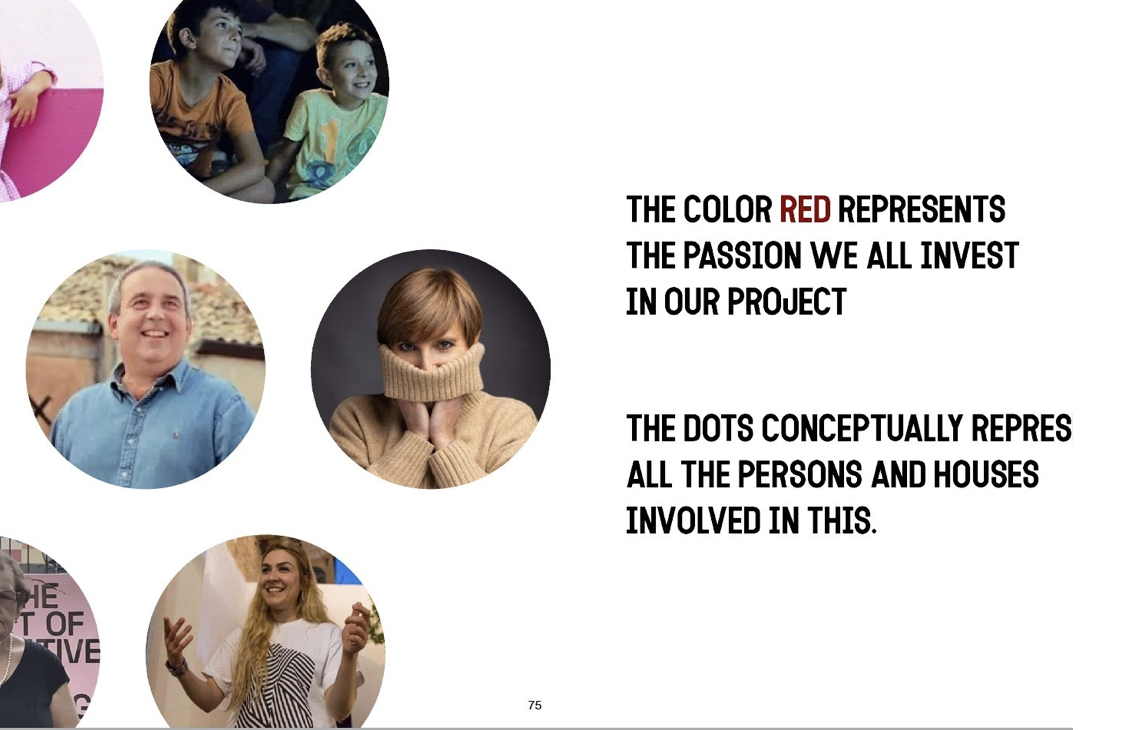 THE COLOR RED REPRESENTS
THE PASSION WE ALL INVEST
IN OUR PROJECT
THE DOTS CONCEPTUALLY REPRES
ALL THE PERSONS AND HOUSES
INVOLVED IN THIS.
HE
T OF
TIVE
G
75